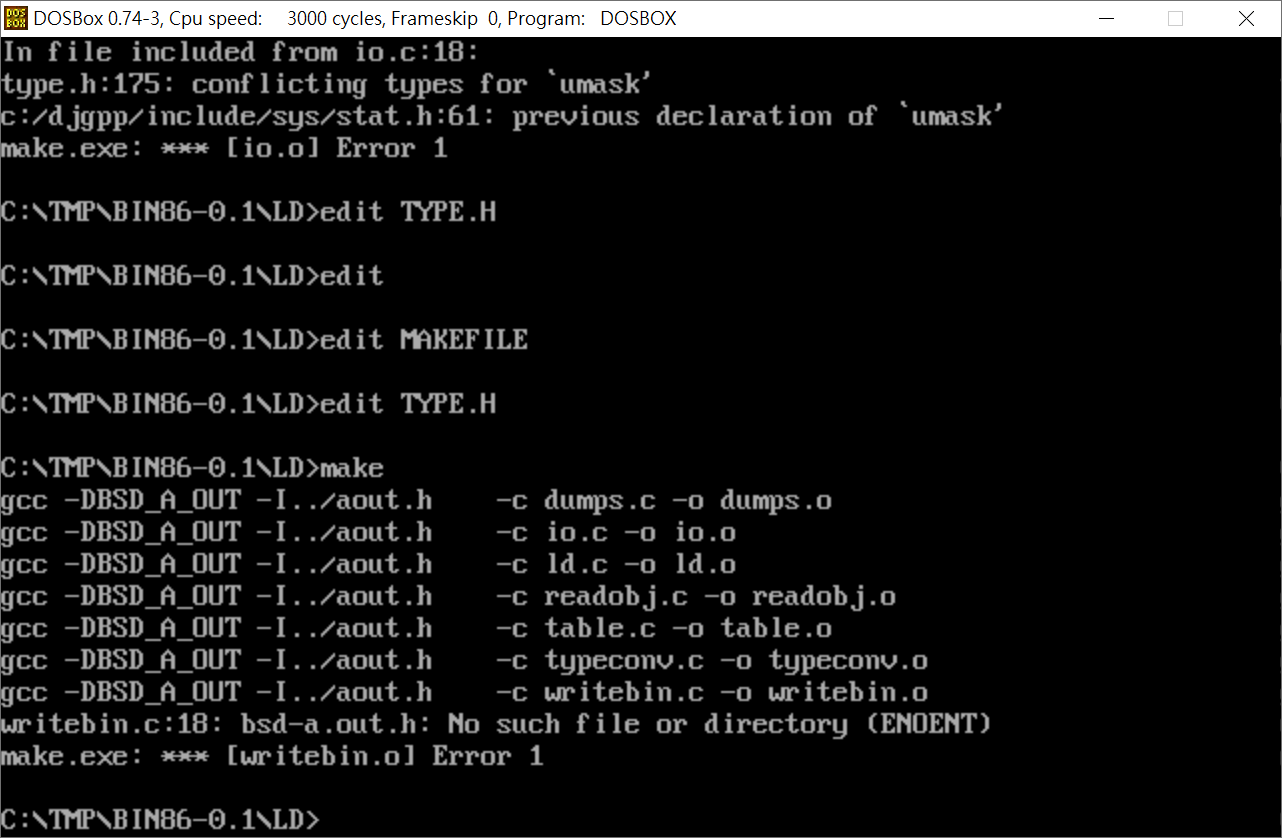 DOS
BOX
DOSBox 0.74-3, Cpu speed:     3000 cycles, Frameskip  0, Program:   DOSBOX
In file included from io.c:18:
type.h:175: conflicting types for `umask'
c:/djgpp/include/sys/stat.h:61: previous declaration of `umask'
make.exe: *** [io.o] Error 1
C:\TMP\BIN86-0.1\LD>edit TYPE.H
C:\TMP\BIN86-0.1\LD>edit
C:\TMP\BIN86-0.1\LD>edit MAKEFILE
C:\TMP\BIN86-0.1\LD>edit TYPE.H
C:\TMP\BIN86-0.1\LD>make
gcc -DBSD_A_OUT -I../aout.h    -c dumps.c -o dumps.o
gcc -DBSD_A_OUT -I../aout.h    -c io.c -o io.o
gcc -DBSD_A_OUT -I../aout.h    -c ld.c -o ld.o
gcc -DBSD_A_OUT -I../aout.h    -c readobj.c -o readobj.o
gcc -DBSD_A_OUT -I../aout.h    -c table.c -o table.o
gcc -DBSD_A_OUT -I../aout.h    -c typeconv.c -o typeconv.o
gcc -DBSD_A_OUT -I../aout.h    -c writebin.c -o writebin.o
writebin.c:18: bsd-a.out.h: No such file or directory (ENOENT)
make.exe: *** [writebin.o] Error 1
C:\TMP\BIN86-0.1\LD>